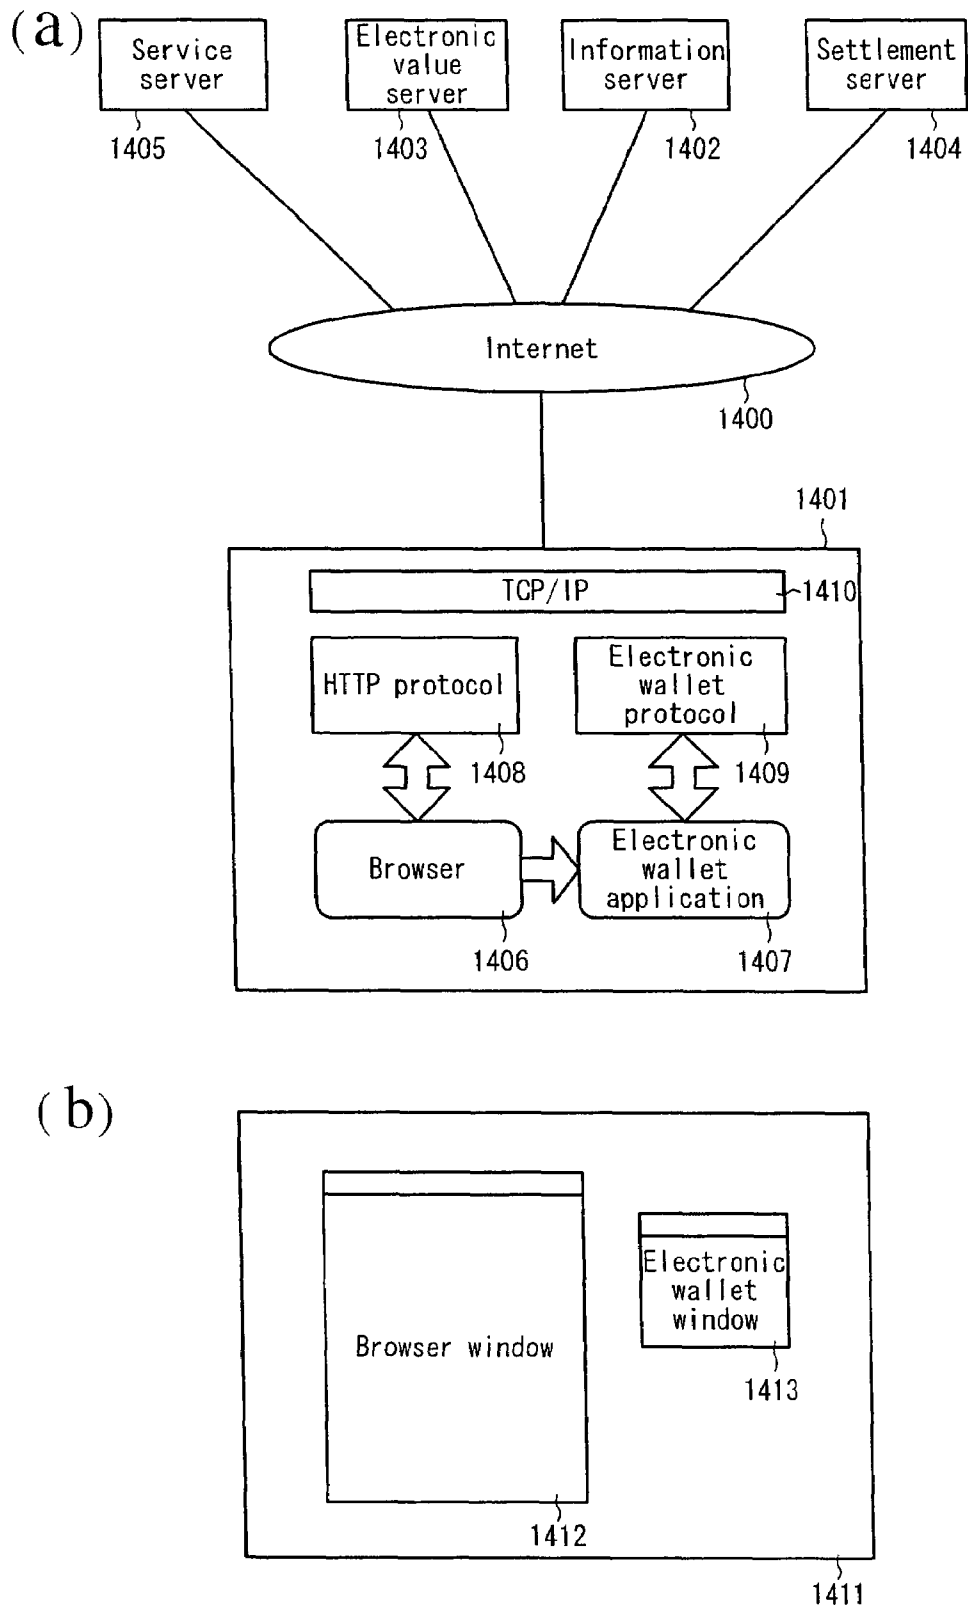 (a)
Service
server
1405
Electronic
value
server
1403
Information
server
1402
Settlement
server
1404
Internet
1400
1401
TCP/IP
1410
HTTP protocol
1408
Electronic
wallet
protocol
1409
Browser
1406
Electronic
wallet
application
1407
(b)
Browser window
1412
Electronic
wallet
window
1413
1411